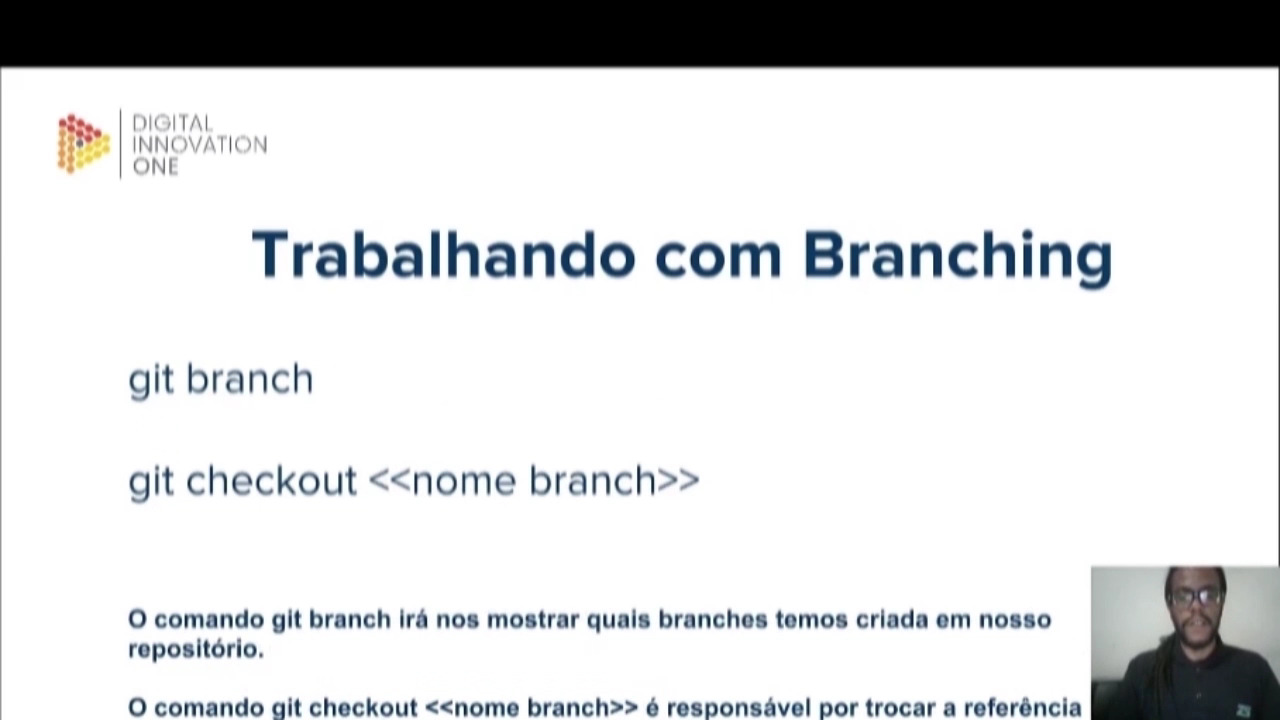 DIGITAL
INNOVATION
ONE
Trabalhando com Branching
git branch
git checkout <<nome branch>>
O comando git branch irá nos mostrar quais branches temos criada em nosso
repositório.
O comando git checkout <<nome branch>> é responsável por trocar a referência